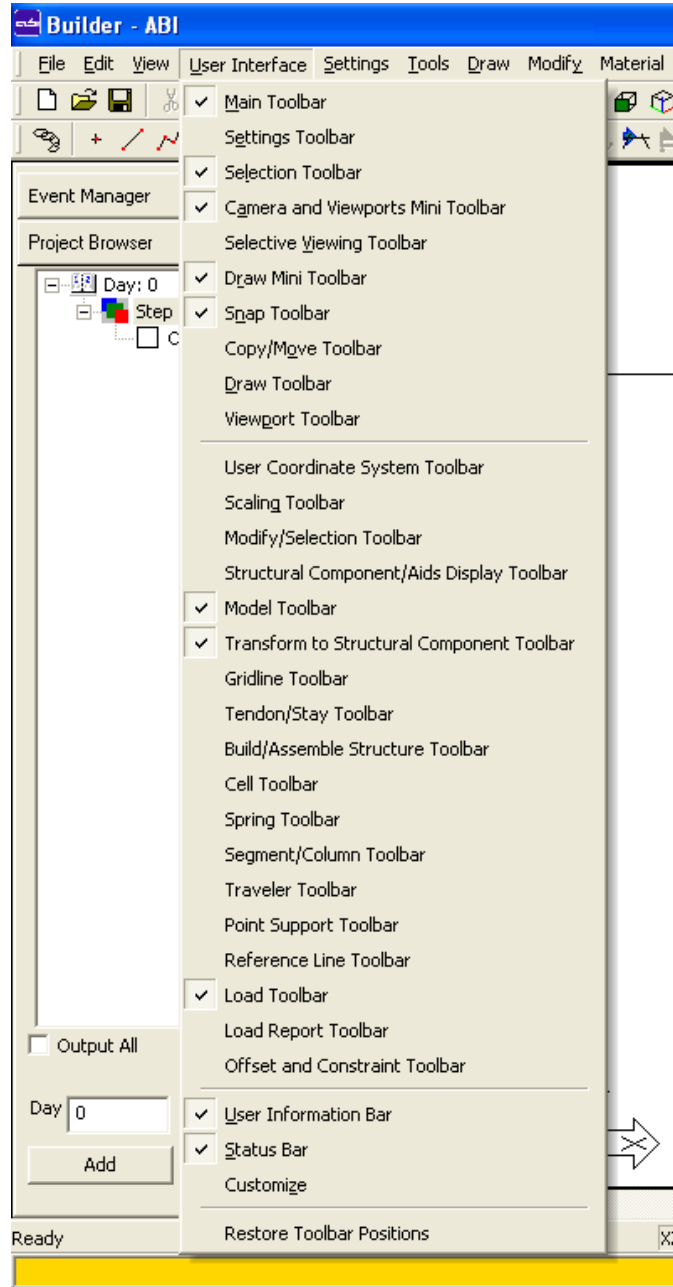 Builder - ABI
File Edit View User Interface Settings Tools Draw Modify Material
Main Toolbar
Settings Toolbar
Selection Toolbar
Camera and Viewports Mini Toolbar
Selective Viewing Toolbar
Draw Mini Toolbar
Snap Toolbar
Copy/Move Toolbar
Draw Toolbar
Viewport Toolbar
User Coordinate System Toolbar
Scaling Toolbar
Modify/Selection Toolbar
Structural Component/Aids Display Toolbar
Model Toolbar
Transform to Structural Component Toolbar
Gridline Toolbar
Tendon/Stay Toolbar
Build/Assemble Structure Toolbar
Cell Toolbar
Spring Toolbar
Segment/Column Toolbar
Traveler Toolbar
Point Support Toolbar
Reference Line Toolbar
Load Toolbar
Load Report Toolbar
Offset and Constraint Toolbar
User Information Bar
Status Bar
Customize
Restore Toolbar Positions
Event Manager
Project Browser
Day: 0
Step
Output All
Day 0
Add
Ready